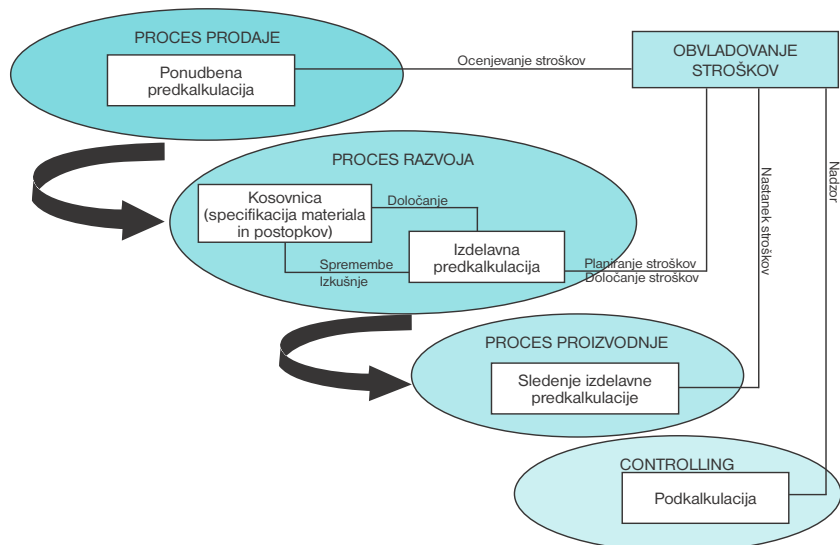 PROCES PRODAJE
Ponudbena
predkalkulacija
Ocenjevanje stroškov
OBVLADOVANJE
STROŠKOV
PROCES RAZVOJA
Kosovnica
(specifikacija materiala
in postopkov)
Določanje
Izdelavna
predkalkulacija
Spremembe
Izkušnje
Planiranje stroškov
Določanje stroškov
Nastanek stroškov
Nadzor
PROCES PROIZVODNJE
Sledenje izdelavne
predkalkulacije
CONTROLLING
Podkalkulacija